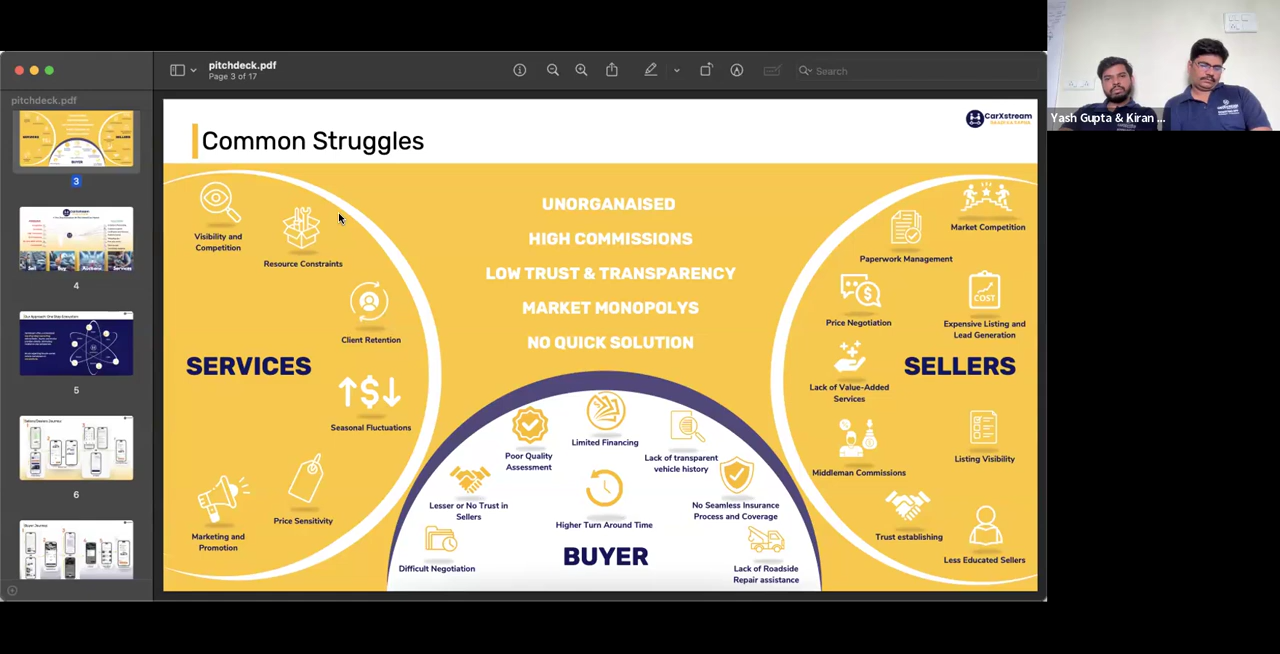 pitchdeck.pdf
Page 3 of 17
Search
pitchdeck.pdf
3
4
5
6
CarXstream
Common Struggles
UNORGANAISED
HIGH COMMISSIONS
LOW TRUST & TRANSPARENCY
MARKET MONOPOLYS
NO QUICK SOLUTION
SERVICES
Visibility and
Competition
Resource Constraints
Client Retention
Seasonal Fluctuations
Price Sensitivity
Marketing and
Promotion
BUYER
Limited Financing
Poor Quality
Assessment
Lack of transparent
vehicle history
Lesser or No Trust in
Sellers
Higher Turn Around Time
No Seamless Insurance
Process and Coverage
Difficult Negotiation
Lack of Roadside
Repair assistance
SELLERS
Market Competition
Paperwork Management
Price Negotiation
COST
Expensive Listing and
Lead Generation
Lack of Value-Added
Services
Middleman Commissions
Listing Visibility
Trust establishing
Less Educated Sellers
Yash Gupta & Kiran ...